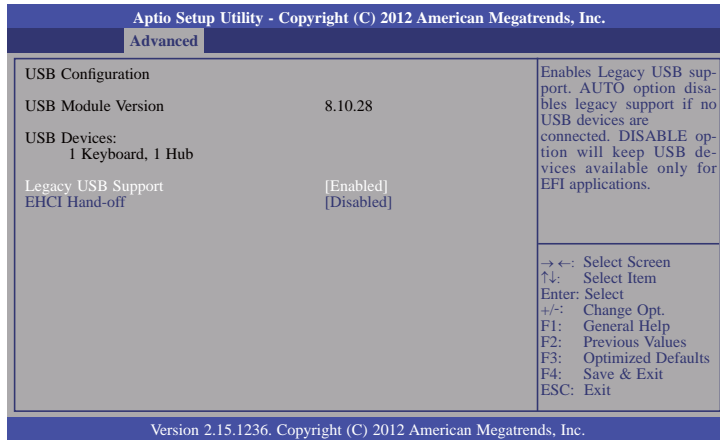 Aptio Setup Utility - Copyright (C) 2012 American Megatrends, Inc.
Advanced
USB Configuration
USB Module Version 8.10.28
USB Devices:
1 Keyboard, 1 Hub
Legacy USB Support [Enabled]
EHCI Hand-off [Disabled]
Enables Legacy USB sup-
port. AUTO option disa-
bles legacy support if no
USB devices are
connected. DISABLE op-
tion will keep USB de-
vices available only for
EFI applications.
→ ←: Select Screen
↑↓: Select Item
Enter: Select
+/-: Change Opt.
F1: General Help
F2: Previous Values
F3: Optimized Defaults
F4: Save & Exit
ESC: Exit
Version 2.15.1236. Copyright (C) 2012 American Megatrends, Inc.